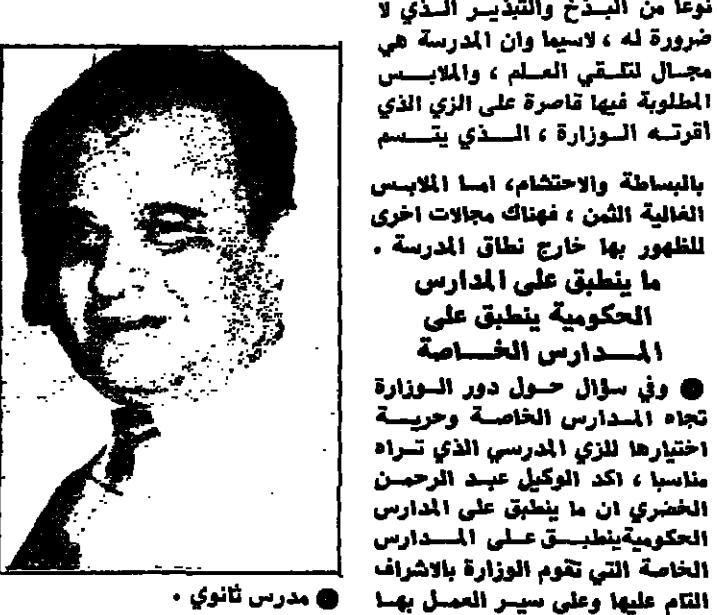 نوعا من البذخ والتبذير الذي لا
ضرورة له ، لاسيما وان المدرسة هي
مجال لتلقي العلم ، والملابس
المطلوبة فيها قاصرة على الزي الذي
أقرته الوزارة ، الذي يتسم
بالبساطة والاحتشام، اما الملابس
الغالية الثمن ، فهناك مجالات اخرى
للظهور بها خارج نطاق المدرسة .
ما ينطبق على المدارس
الحكومية ينطبق على
المدارس الخاصة
● وفي سؤال حول دور الوزارة
تجاه المدارس الخاصة وحرية
اختيارها للزي المدرسي الذي تراه
مناسبا ، اكد الوكيل عبد الرحمن
الخضري ان ما ينطبق على المدارس
الحكومية ينطبق على المدارس
الخاصة التي تقوم الوزارة بالاشراف
التام عليها وعلى سير العمل بها
● مدرس ثانوي .